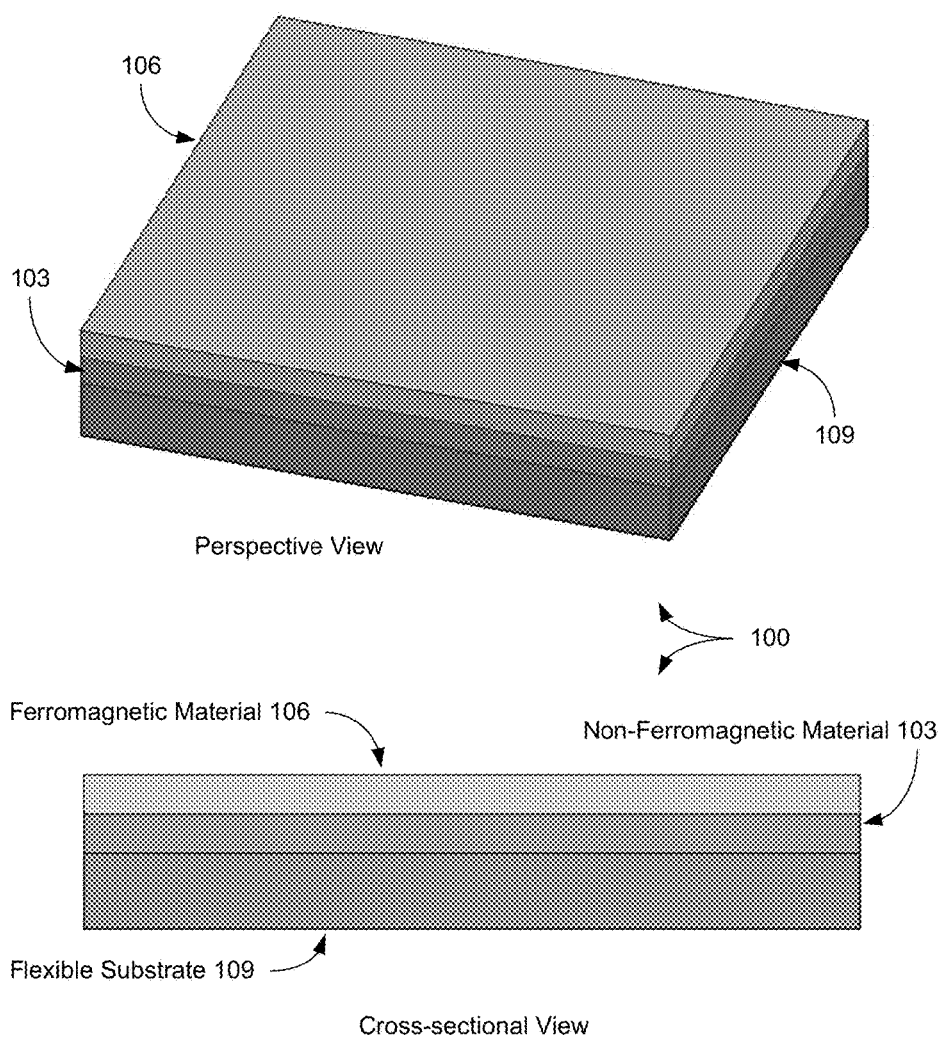 106
103
109
Perspective View
100
Ferromagnetic Material 106
Non-Ferromagnetic Material 103
Flexible Substrate 109
Cross-sectional View